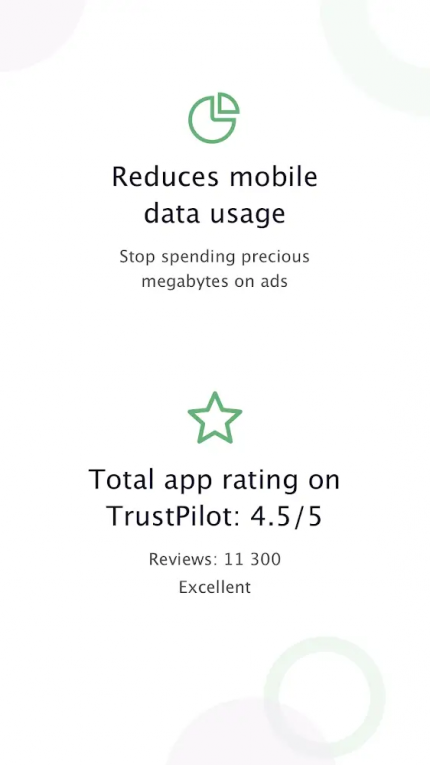 Reduces mobile
data usage
Stop spending precious
megabytes on ads
Total app rating on
TrustPilot: 4.5/5
Reviews: 11 300
Excellent